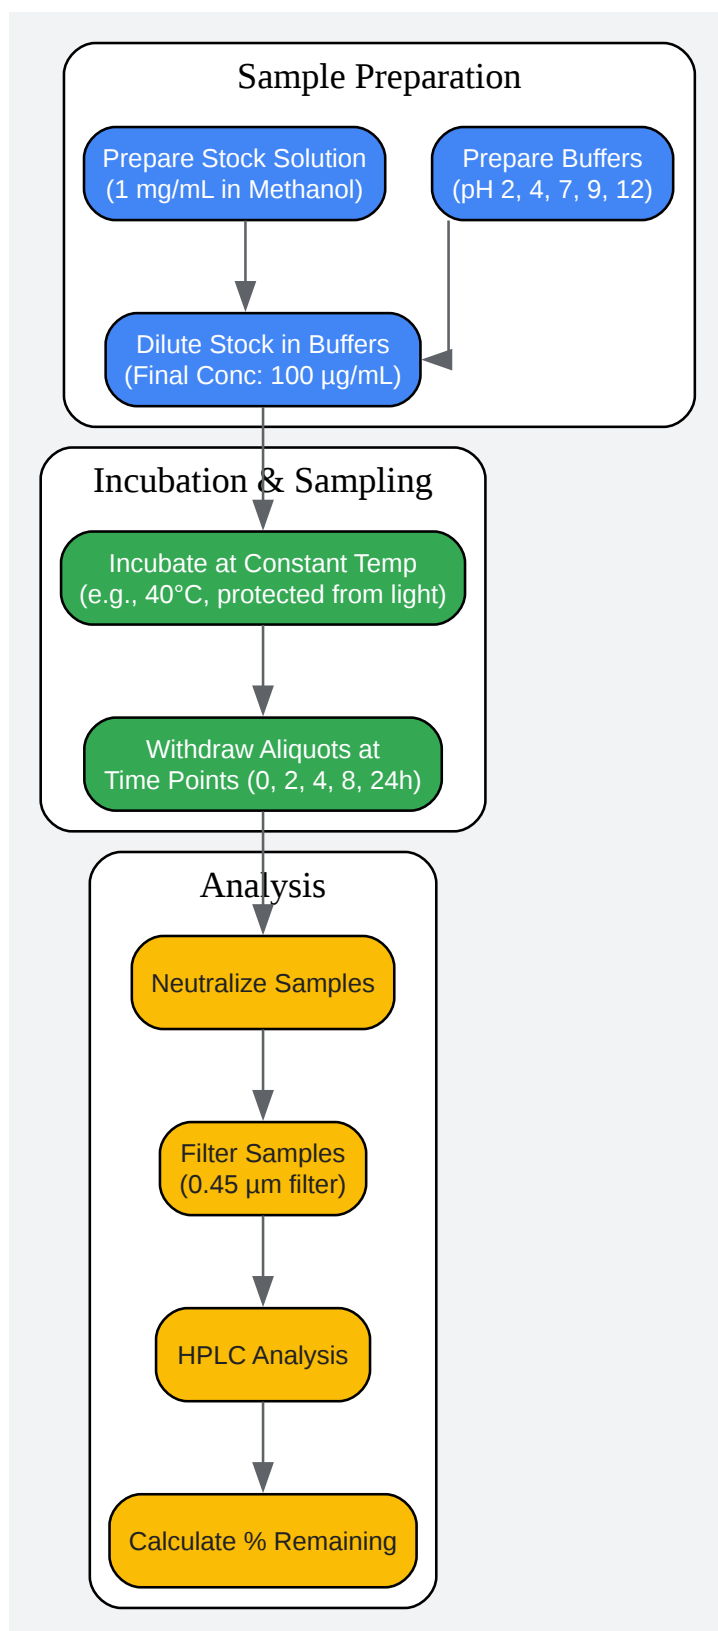 Sample Preparation
Prepare Stock Solution
(1 mg/mL in Methanol)
Prepare Buffers
(pH 2, 4, 7, 9, 12)
Dilute Stock in Buffers
(Final Conc: 100 µg/mL)
Incubation & Sampling
Incubate at Constant Temp
(e.g., 40°C, protected from light)
Withdraw Aliquots at
Time Points (0, 2, 4, 8, 24h)
Analysis
Neutralize Samples
Filter Samples
(0.45 µm filter)
HPLC Analysis
Calculate % Remaining